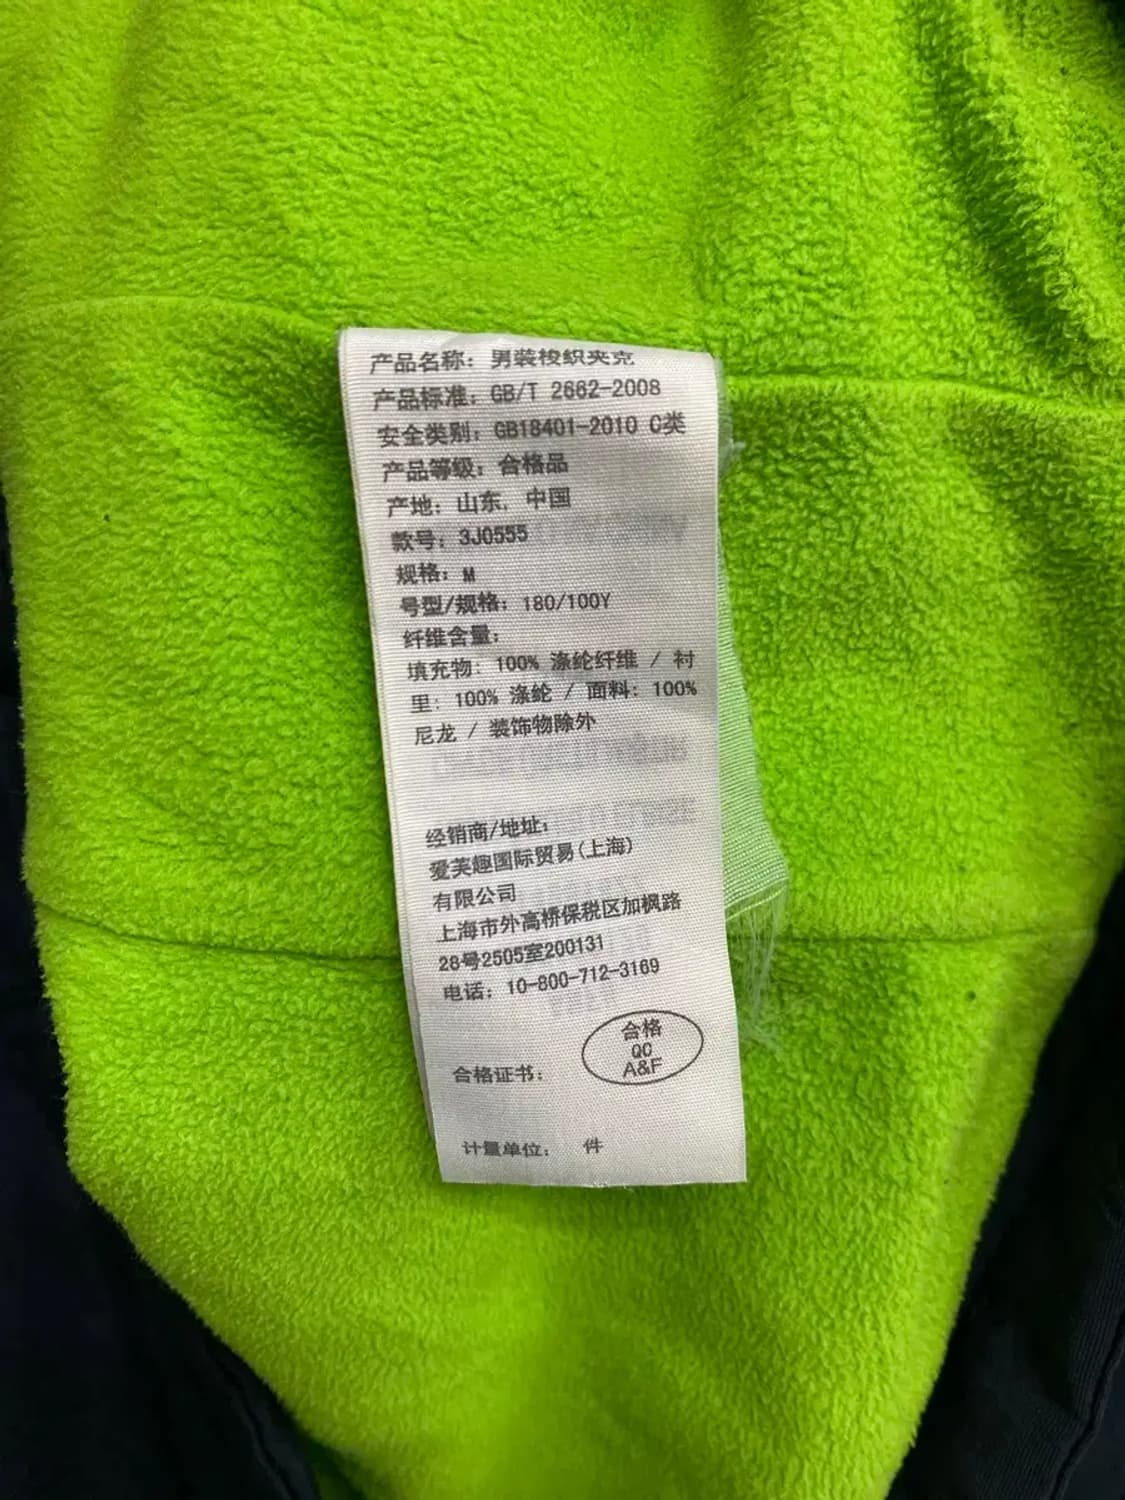 产品名称: 男装梭织夹克
产品标准: GB/T 2662-2008
安全类别: GB18401-2010 C类
产品等级: 合格品
产地: 山东, 中国
款号: 3J0555
规格: M
号型/规格: 180/100Y
纤维含量:
填充物: 100% 涤纶纤维 / 衬
里: 100% 涤纶 / 面料: 100%
尼龙 / 装饰物除外
经销商/地址:
爱芙趣国际贸易(上海)
有限公司
上海市外高桥保税区加枫路
28号2505室200131
电话: 10-800-712-3169
合格
QC
A&F
合格证书:
计量单位: 件